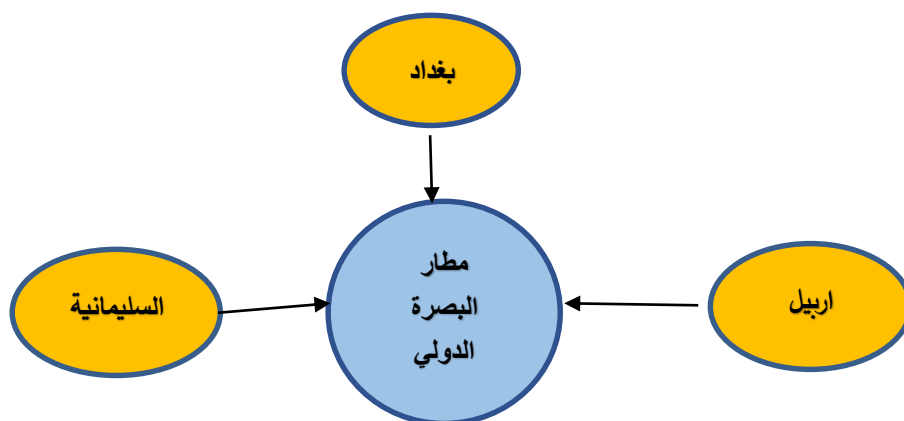 بغداد
مطار
البصرة
الدولي
السليمانية
اربيل